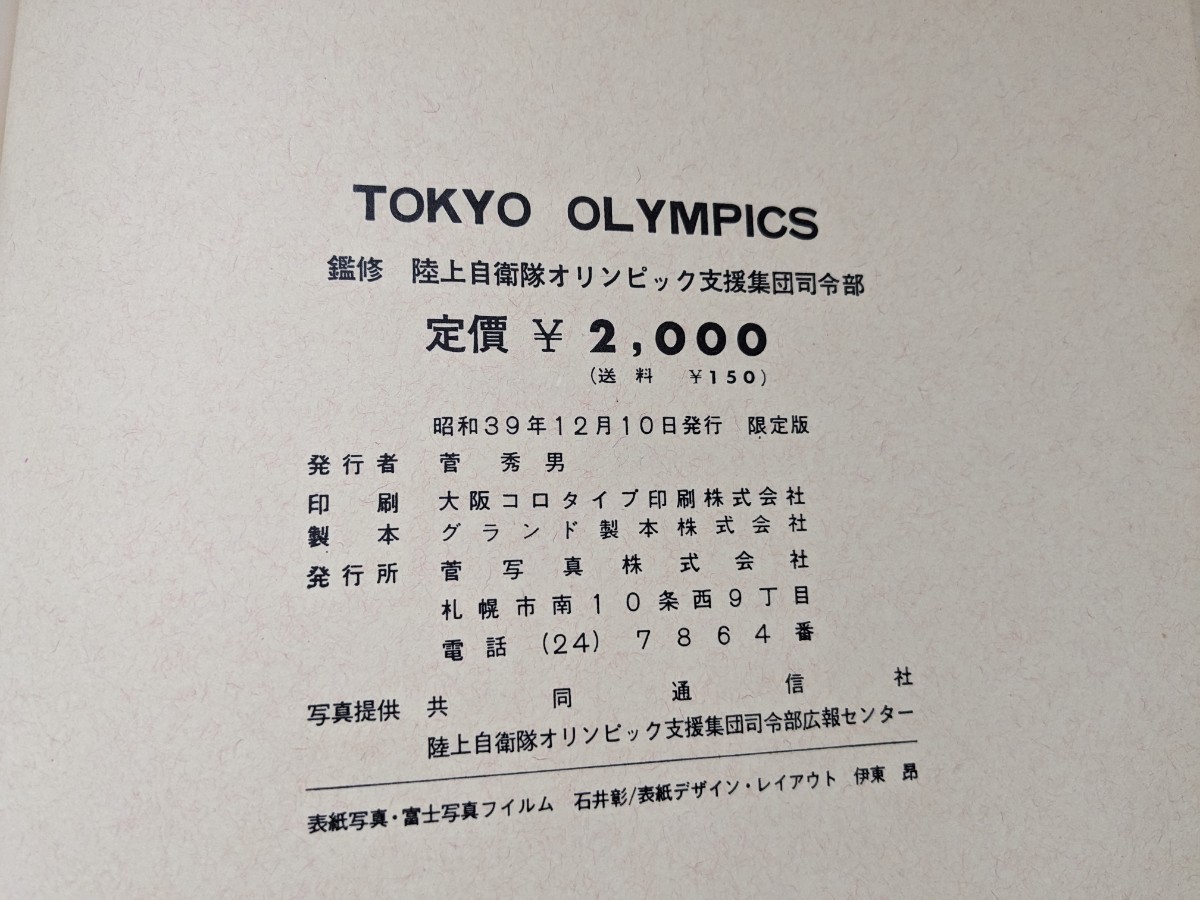 TOKYO OLYMPICS
鑑修 陸上自衛隊オリンピック支援集団司令部
定價 ¥ 2,000
(送料 ¥150)
昭和39年12月10日発行 限定版
発行者 菅秀男
印刷 大阪コロタイプ印刷株式会社
製本 グランド製本株式会社
発行所 菅写真株式会社
札幌市南10条西9丁目
電話 (24) 7864番
写真提供 共同通信社
陸上自衛隊オリンピック支援集団司令部広報センター
表紙写真・富士写真フイルム 石井彰/表紙デザイン・レイアウト 伊東 昂